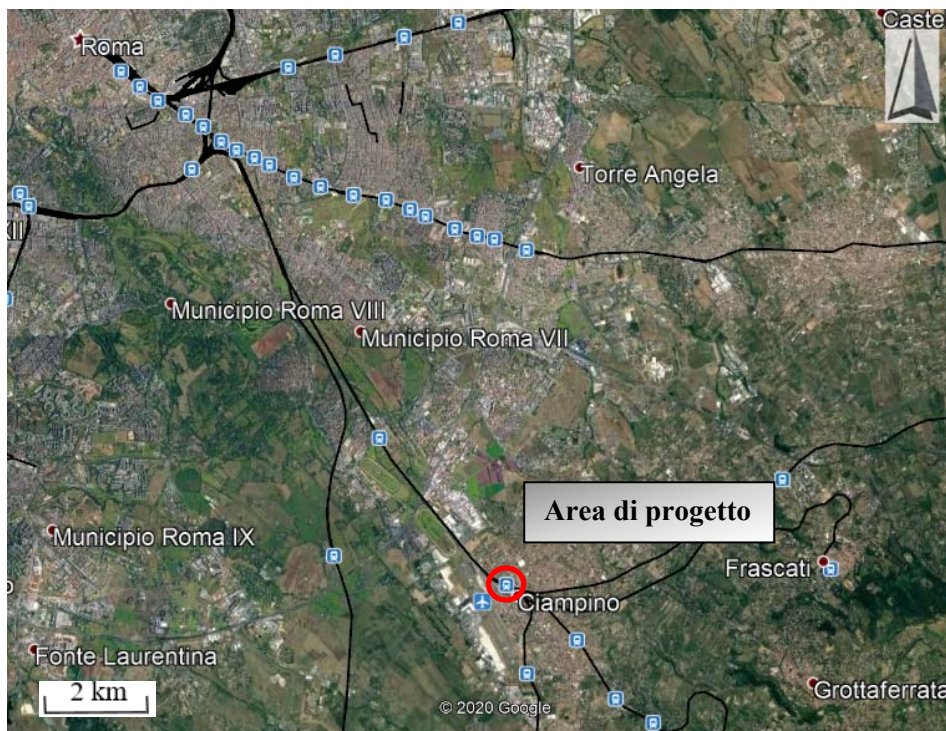 Caste
Roma
Torre Angela
XII
Municipio Roma VIII
Municipio Roma VII
Area di progetto
Municipio Roma IX
Frascati
Ciampino
Fonte Laurentina
2 km
Grottaferrata
© 2020 Google